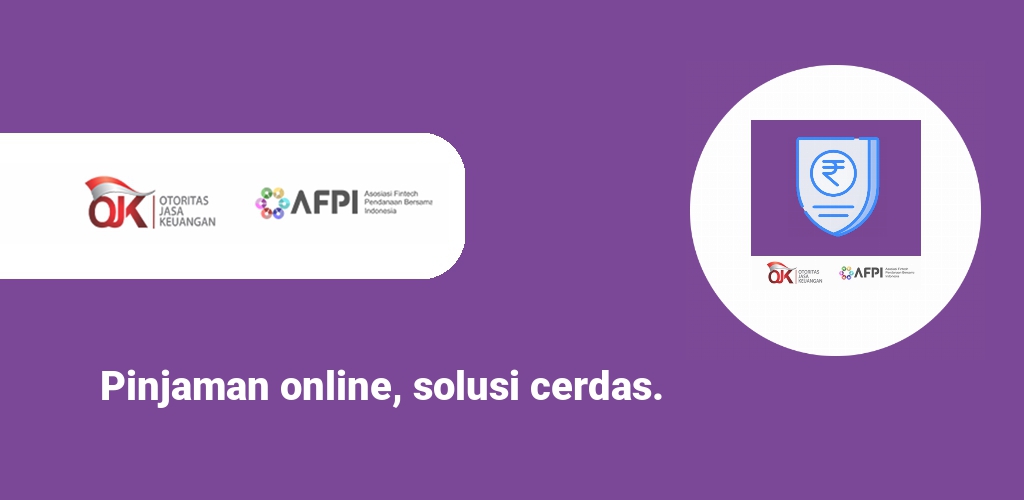 OJK
OTORITAS
JASA
KEUANGAN
AFPI
Asosiasi Fintech
Pendanaan Bersama
Indonesia
₹
OJK
OTORITAS
JASA
KEUANGAN
AFPI
Asosiasi Fintech
Pendanaan Bersama
Indonesia
Pinjaman online, solusi cerdas.